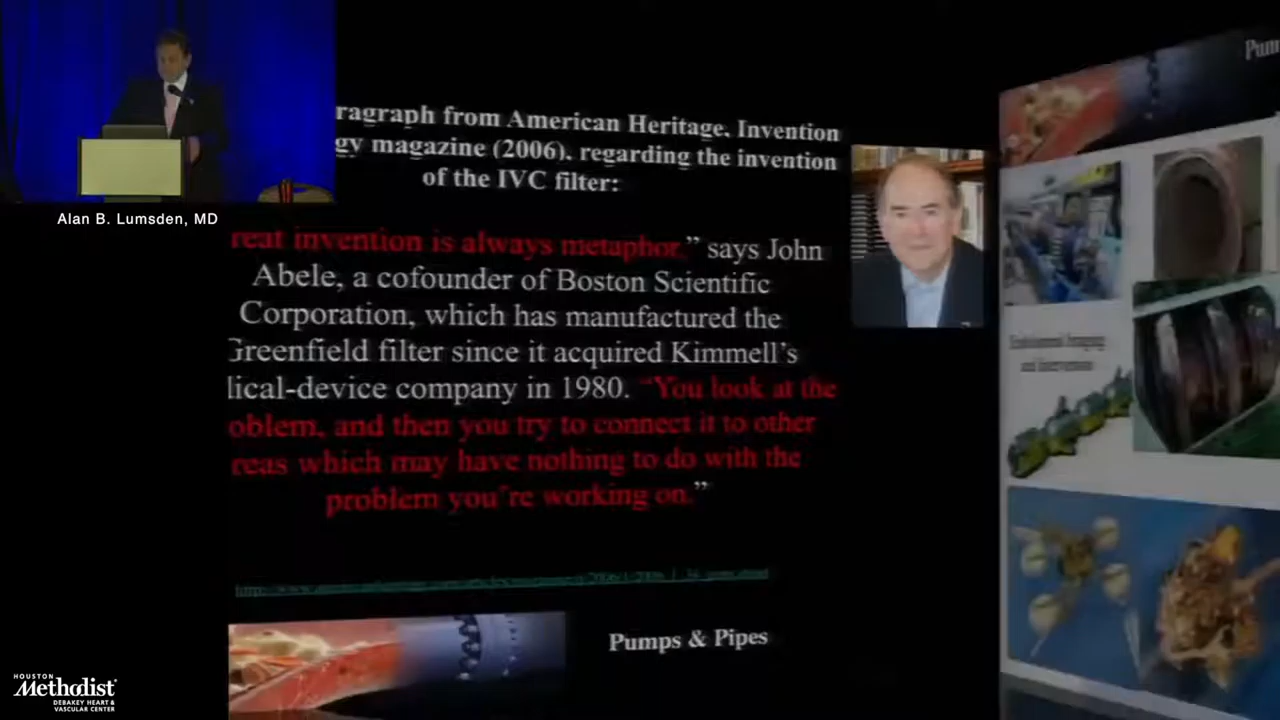 Pum
ragraph from American Heritage, Invention
gy magazine (2006), regarding the invention
of the IVC filter:
Alan B. Lumsden, MD
reat invention is always metaphor," says John
Abele, a cofounder of Boston Scientific
Corporation, which has manufactured the
Greenfield filter since it acquired Kimmell's
lical-device company in 1980. "You look at the
oblem, and then you try to connect it to other
reas which may have nothing to do with the
problem you're working on."
Pumps & Pipes
HOUSTON
Methodist
DEBAKEY HEART &
VASCULAR CENTER